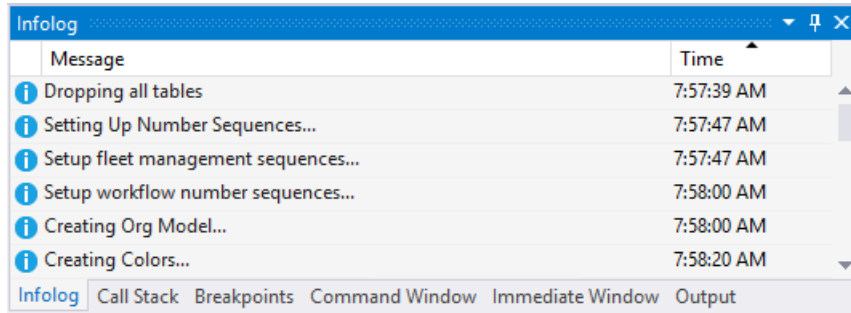 Infolog
Message Time
Dropping all tables 7:57:39 AM
Setting Up Number Sequences... 7:57:47 AM
Setup fleet management sequences... 7:57:47 AM
Setup workflow number sequences... 7:58:00 AM
Creating Org Model... 7:58:00 AM
Creating Colors... 7:58:20 AM
Infolog Call Stack Breakpoints Command Window Immediate Window Output